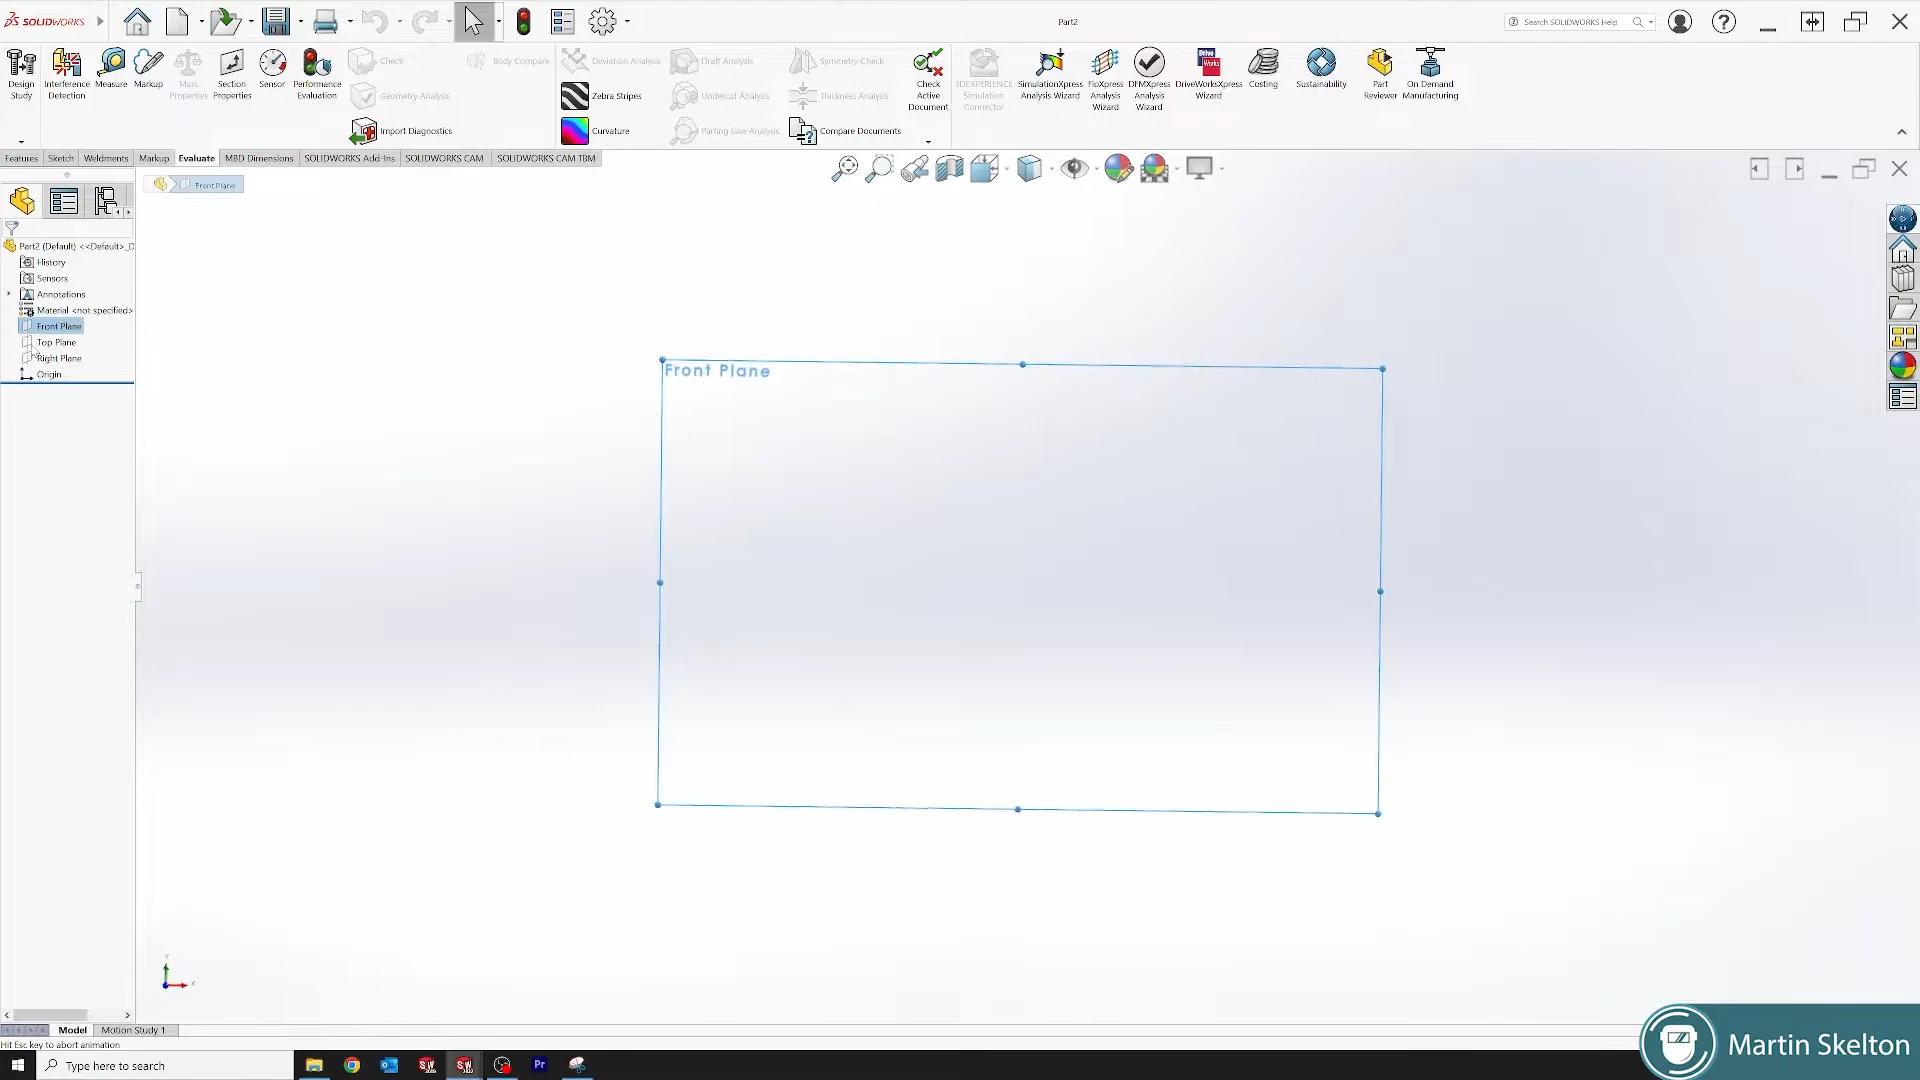 SOLIDWORKS
Part2
Search SOLIDWORKS Help
Design Study
Interference Detection
Measure
Markup
Mass Properties
Section Properties
Sensor
Performance Evaluation
Check
Geometry Analysis
Import Diagnostics
Body Compare
Deviation Analysis
Zebra Stripes
Curvature
Draft Analysis
Undercut Analysis
Parting Line Analysis
Symmetry Check
Thickness Analysis
Compare Documents
Check Active Document
3DEXPERIENCE Simulation Connector
SimulationXpress Analysis Wizard
FloXpress Analysis Wizard
DFMXpress Analysis Wizard
DriveWorksXpress Wizard
Costing
Sustainability
Part Reviewer
On Demand Manufacturing
Features
Sketch
Weldments
Markup
Evaluate
MBD Dimensions
SOLIDWORKS Add-Ins
SOLIDWORKS CAM
SOLIDWORKS CAM TBM
Front Plane
Part2 (Default) <<Default>_D
History
Sensors
Annotations
Material <not specified>
Front Plane
Top Plane
Right Plane
Origin
Front Plane
Model
Motion Study 1
Hit Esc key to abort animation
Type here to search
Martin Skelton